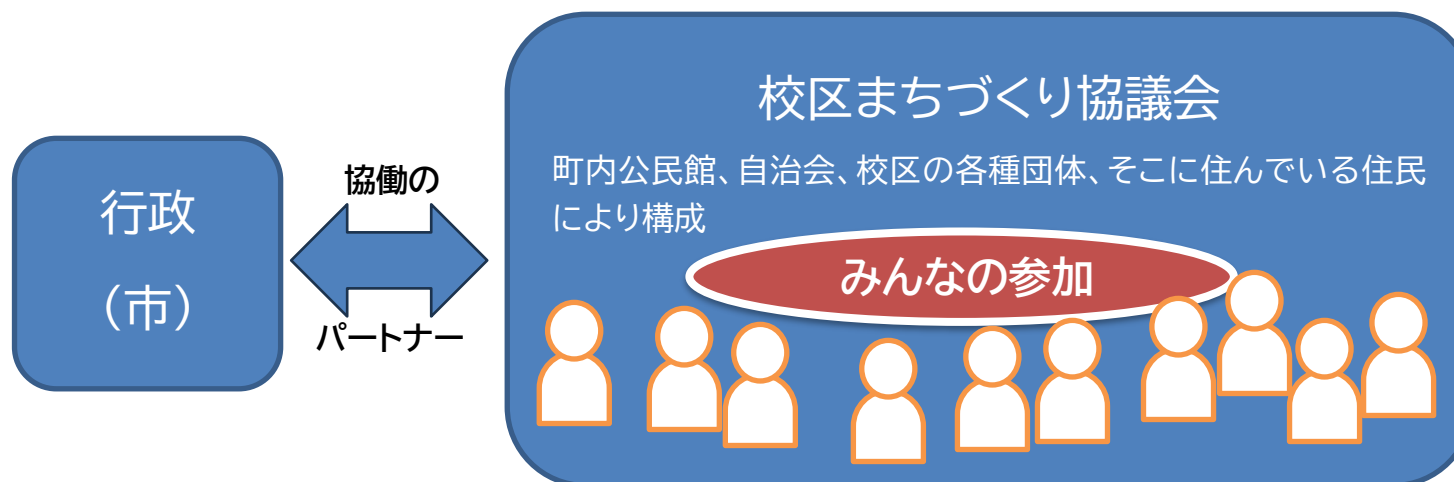 行政
（市）
協働の
パートナー
校区まちづくり協議会
町内公民館、自治会、校区の各種団体、そこに住んでいる住民
により構成
みんなの参加